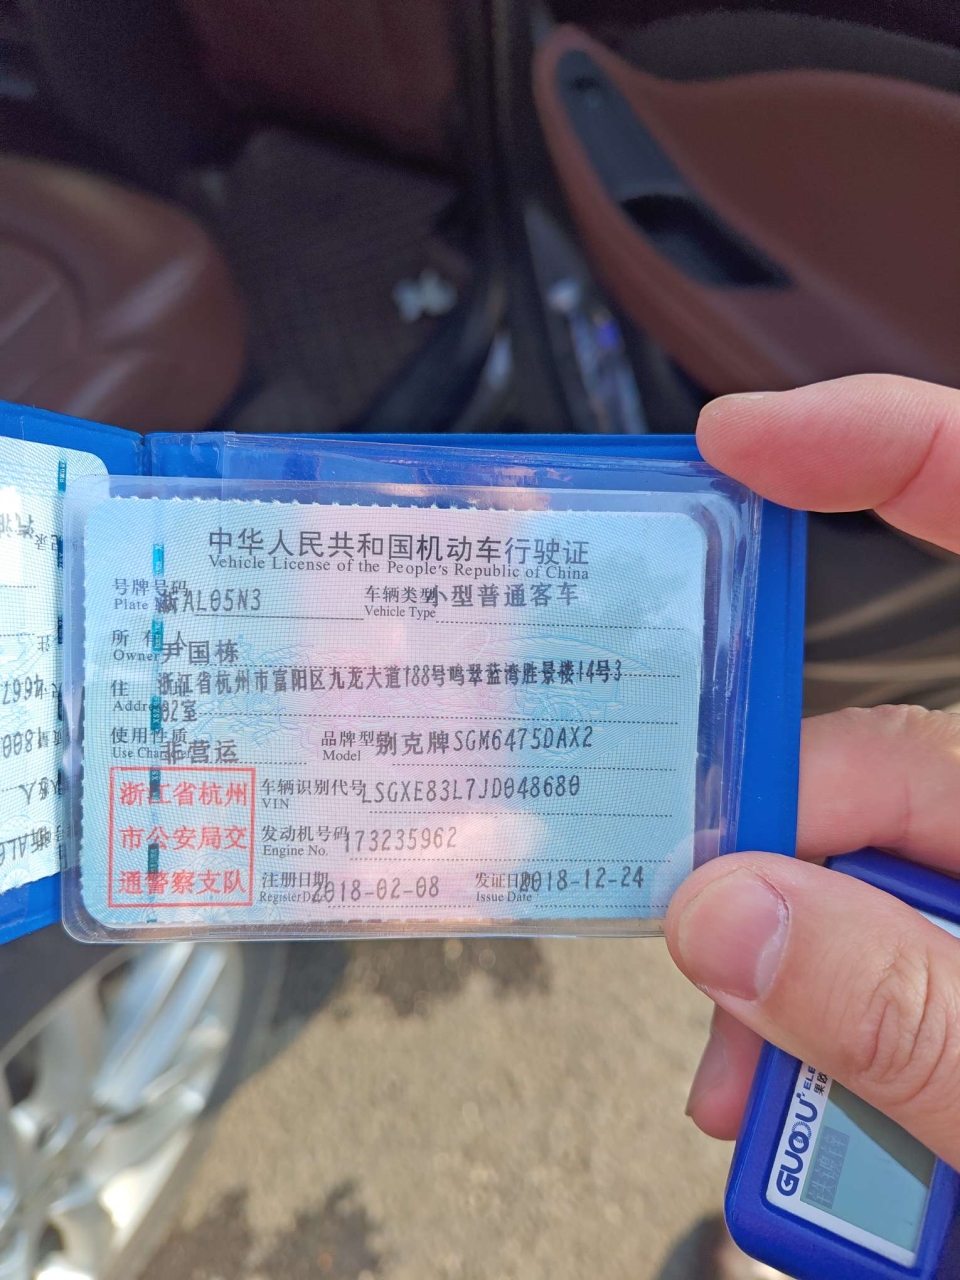 中华人民共和国机动车行驶证
Vehicle License of the People's Republic of China
号牌号码 浙AL05N3 车辆类型 小型普通客车
Plate Vehicle Type
所有人 尹国栋
Owner
住 浙江省杭州市富阳区九龙大道188号鸣翠蓝湾胜景楼14号3
Address 02室
使用性质 非营运 品牌型号 别克牌SGM6475DAX2
Use Character Model
浙江省杭州
市公安局交
通警察支队
车辆识别代号 LSGXE83L7JD048680
VIN
发动机号码 173235962
Engine No.
注册日期 2018-02-08 发证日期 2018-12-24
Register Date Issue Date
GUOOU